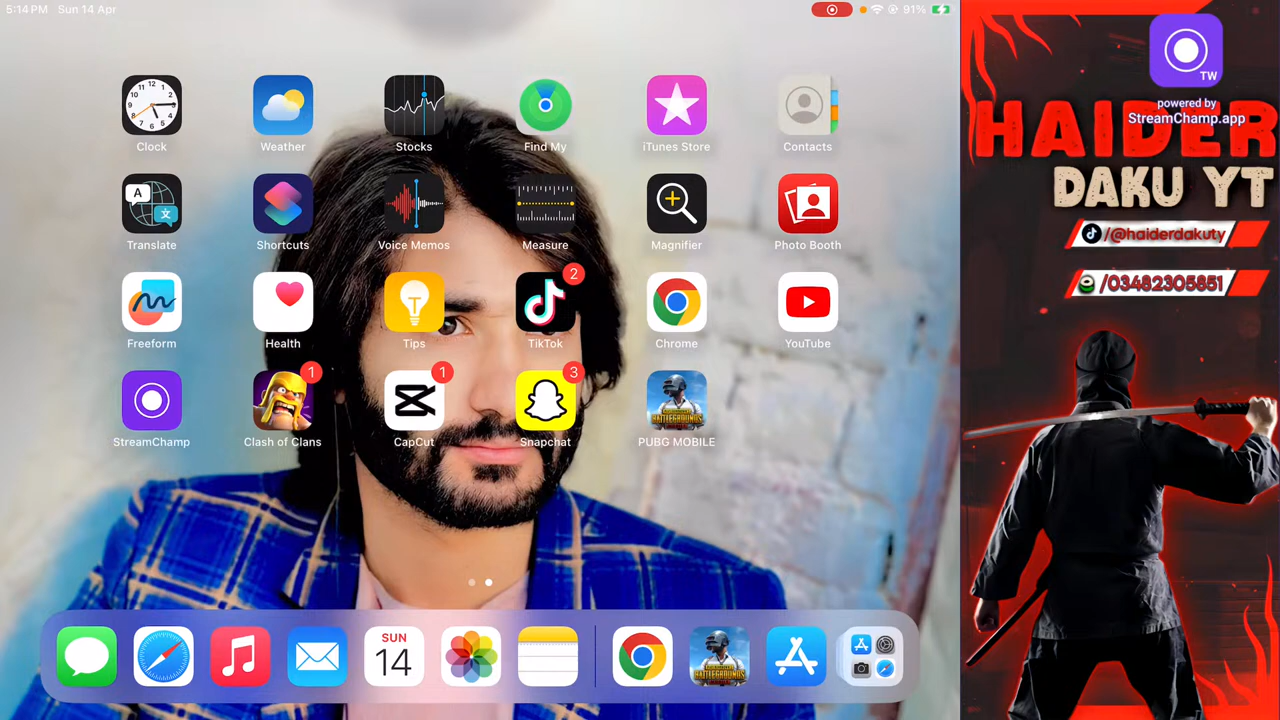 5:14 PM Sun 14 Apr
91%
Clock
Weather
Stocks
Find My
iTunes Store
Contacts
Translate
Shortcuts
Voice Memos
Measure
Magnifier
Photo Booth
Freeform
Health
Tips
2
TikTok
Chrome
YouTube
StreamChamp
1
Clash of Clans
1
CapCut
3
Snapchat
PUBG MOBILE
SUN
14
TW
powered by
StreamChamp.app
HAIDER
DAKU YT
/@haiderdakuty
/03482305851